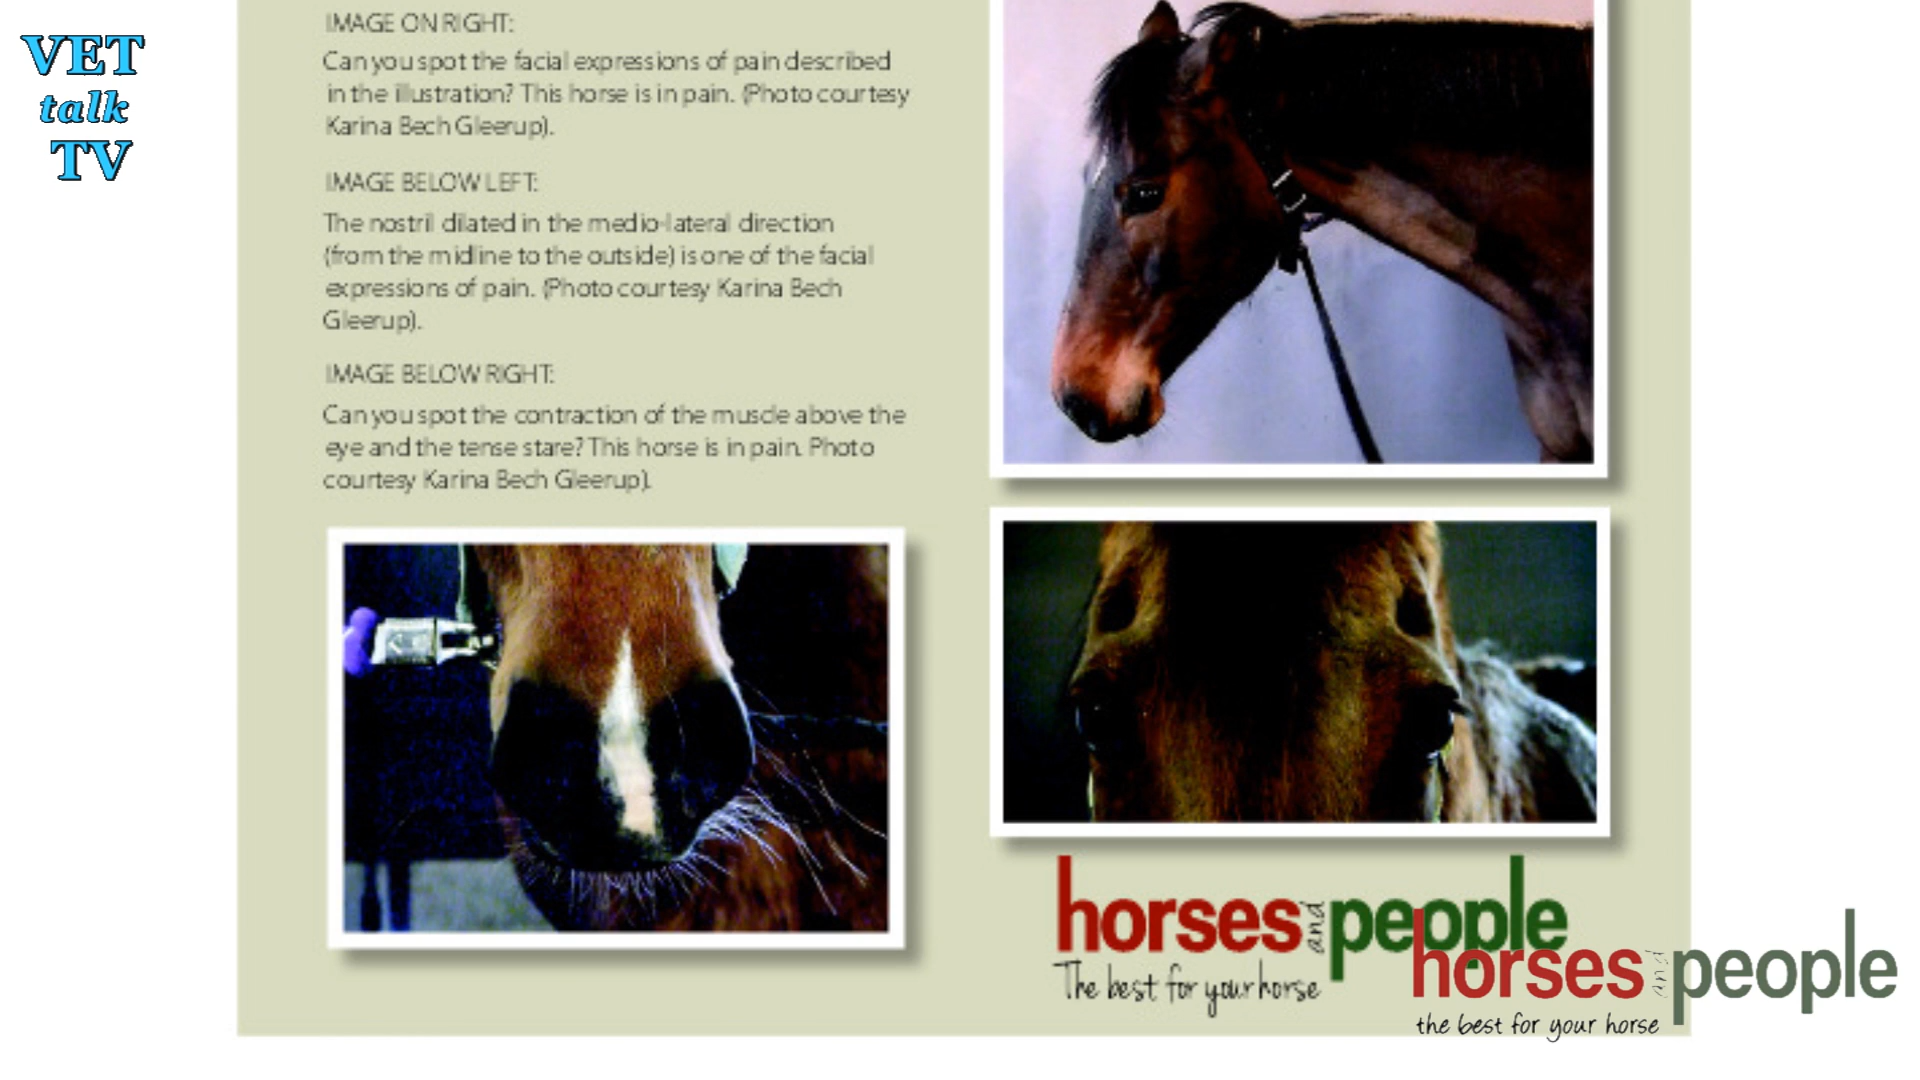 VET
talk
TV
IMAGE ON RIGHT:
Can you spot the facial expressions of pain described
in the illustration? This horse is in pain. (Photo courtesy
Karina Bech Gleerup).
IMAGE BELOW LEFT:
The nostril dilated in the medio-lateral direction
(from the midline to the outside) is one of the facial
expressions of pain. (Photo courtesy Karina Bech
Gleerup).
IMAGE BELOW RIGHT:
Can you spot the contraction of the muscle above the
eye and the tense stare? This horse is in pain. Photo
courtesy Karina Bech Gleerup).
horses and people
The best for your horse
horses and people
the best for your horse